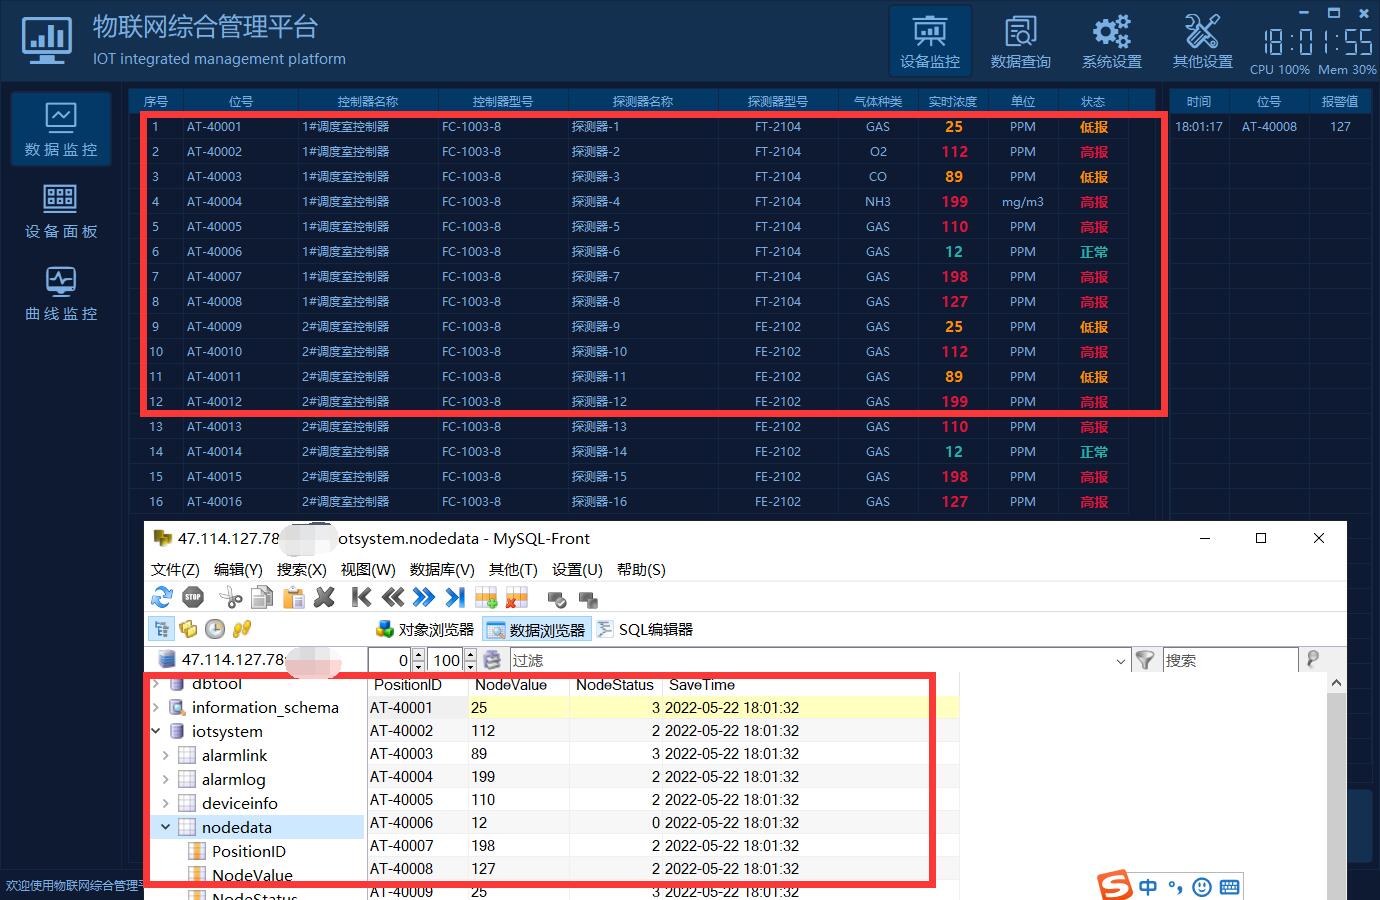 物联网综合管理平台
IOT integrated management platform
设备监控 数据查询 系统设置 其他设置
18:01:55
CPU 100% Mem 30%
数据监控
设备面板
曲线监控
序号 位号 控制器名称 控制器型号 探测器名称 探测器型号 气体种类 实时浓度 单位 状态
1 AT-40001 1#调度室控制器 FC-1003-8 探测器-1 FT-2104 GAS 25 PPM 低报
2 AT-40002 1#调度室控制器 FC-1003-8 探测器-2 FT-2104 O2 112 PPM 高报
3 AT-40003 1#调度室控制器 FC-1003-8 探测器-3 FT-2104 CO 89 PPM 低报
4 AT-40004 1#调度室控制器 FC-1003-8 探测器-4 FT-2104 NH3 199 mg/m3 高报
5 AT-40005 1#调度室控制器 FC-1003-8 探测器-5 FT-2104 GAS 110 PPM 高报
6 AT-40006 1#调度室控制器 FC-1003-8 探测器-6 FT-2104 GAS 12 PPM 正常
7 AT-40007 1#调度室控制器 FC-1003-8 探测器-7 FT-2104 GAS 198 PPM 高报
8 AT-40008 1#调度室控制器 FC-1003-8 探测器-8 FT-2104 GAS 127 PPM 高报
9 AT-40009 2#调度室控制器 FC-1003-8 探测器-9 FE-2102 GAS 25 PPM 低报
10 AT-40010 2#调度室控制器 FC-1003-8 探测器-10 FE-2102 GAS 112 PPM 高报
11 AT-40011 2#调度室控制器 FC-1003-8 探测器-11 FE-2102 GAS 89 PPM 低报
12 AT-40012 2#调度室控制器 FC-1003-8 探测器-12 FE-2102 GAS 199 PPM 高报
13 AT-40013 2#调度室控制器 FC-1003-8 探测器-13 FE-2102 GAS 110 PPM 高报
14 AT-40014 2#调度室控制器 FC-1003-8 探测器-14 FE-2102 GAS 12 PPM 正常
15 AT-40015 2#调度室控制器 FC-1003-8 探测器-15 FE-2102 GAS 198 PPM 高报
16 AT-40016 2#调度室控制器 FC-1003-8 探测器-16 FE-2102 GAS 127 PPM 高报
时间 位号 报警值
18:01:17 AT-40008 127
47.114.127.78 iotsystem.nodedata - MySQL-Front
文件(Z) 编辑(Y) 搜索(X) 视图(W) 数据库(V) 其他(T) 设置(U) 帮助(S)
STOP
对象浏览器 数据浏览器 SQL编辑器
47.114.127.78 0 100 过滤 搜索
dbtool
information_schema
iotsystem
alarmlink
alarmlog
deviceinfo
nodedata
PositionID
NodeValue
NodeStatus
PositionID NodeValue NodeStatus SaveTime
AT-40001 25 3 2022-05-22 18:01:32
AT-40002 112 2 2022-05-22 18:01:32
AT-40003 89 3 2022-05-22 18:01:32
AT-40004 199 2 2022-05-22 18:01:32
AT-40005 110 2 2022-05-22 18:01:32
AT-40006 12 0 2022-05-22 18:01:32
AT-40007 198 2 2022-05-22 18:01:32
AT-40008 127 2 2022-05-22 18:01:32
AT-40009 25 3 2022-05-22 18:01:32
欢迎使用物联网综合管理平
中